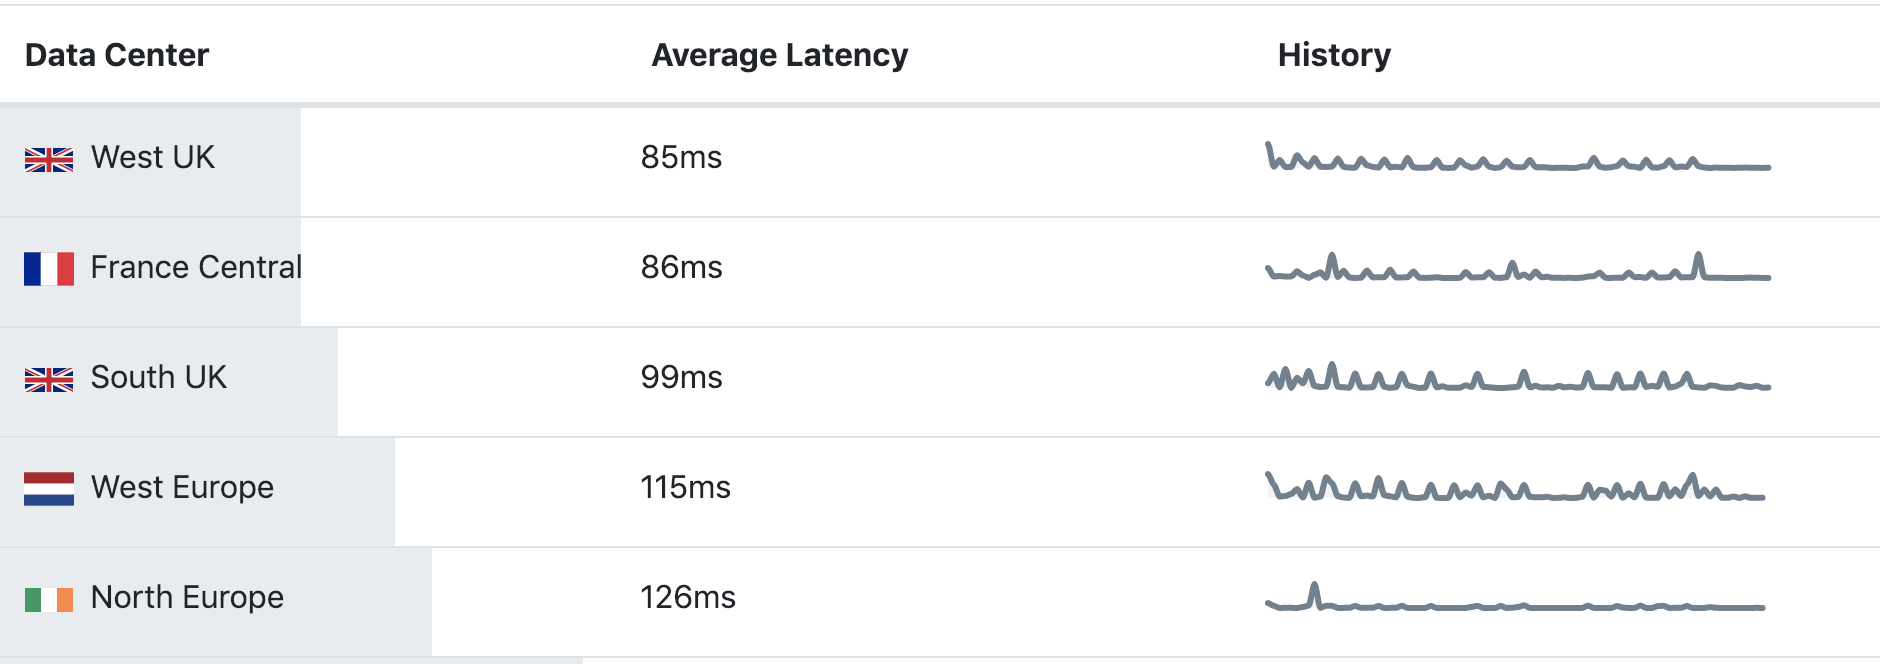 Data Center Average Latency History
West UK 85ms
France Central 86ms
South UK 99ms
West Europe 115ms
North Europe 126ms